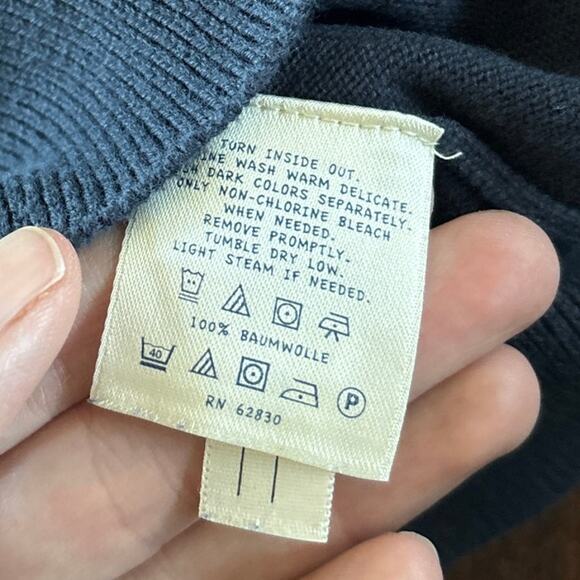 TURN INSIDE OUT.
WASH WARM DELICATE.
DARK COLORS SEPARATELY.
ONLY NON-CHLORINE BLEACH
WHEN NEEDED.
REMOVE PROMPTLY.
TUMBLE DRY LOW.
LIGHT STEAM IF NEEDED.
100% BAUMWOLLE
40
P
RN 62830